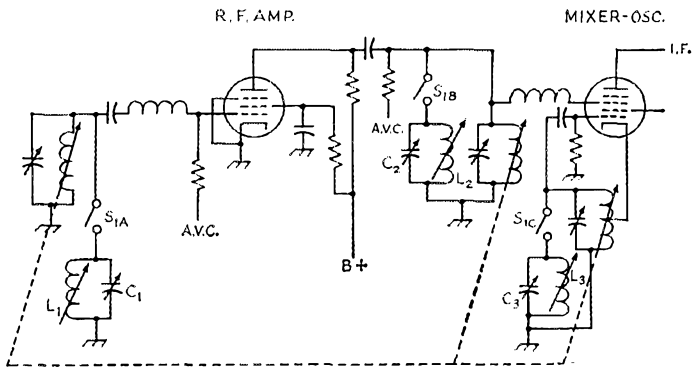 R.F. AMP.
MIXER-OSC.
I.F.
S1B
A.V.C.
C2
L2
S1A
A.V.C.
S1C
B+
L1
C1
L3
C3